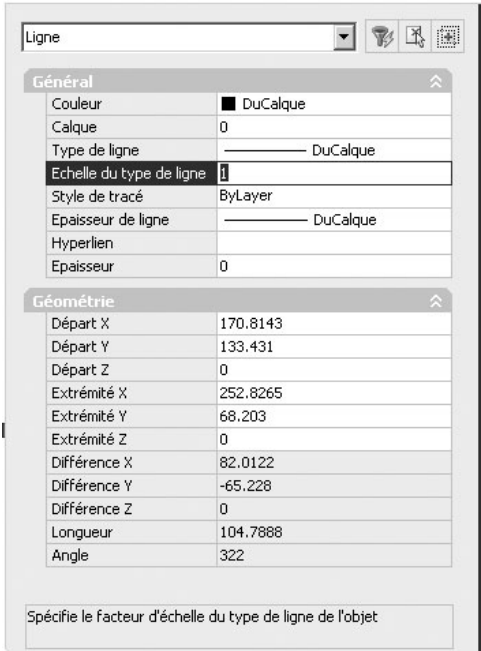 Ligne
Général
Couleur DuCalque
Calque 0
Type de ligne DuCalque
Echelle du type de ligne 1
Style de tracé ByLayer
Epaisseur de ligne DuCalque
Hyperlien
Epaisseur 0
Géométrie
Départ X 170.8143
Départ Y 133.431
Départ Z 0
Extrémité X 252.8265
Extrémité Y 68.203
Extrémité Z 0
Différence X 82.0122
Différence Y -65.228
Différence Z 0
Longueur 104.7888
Angle 322
Spécifie le facteur d'échelle du type de ligne de l'objet